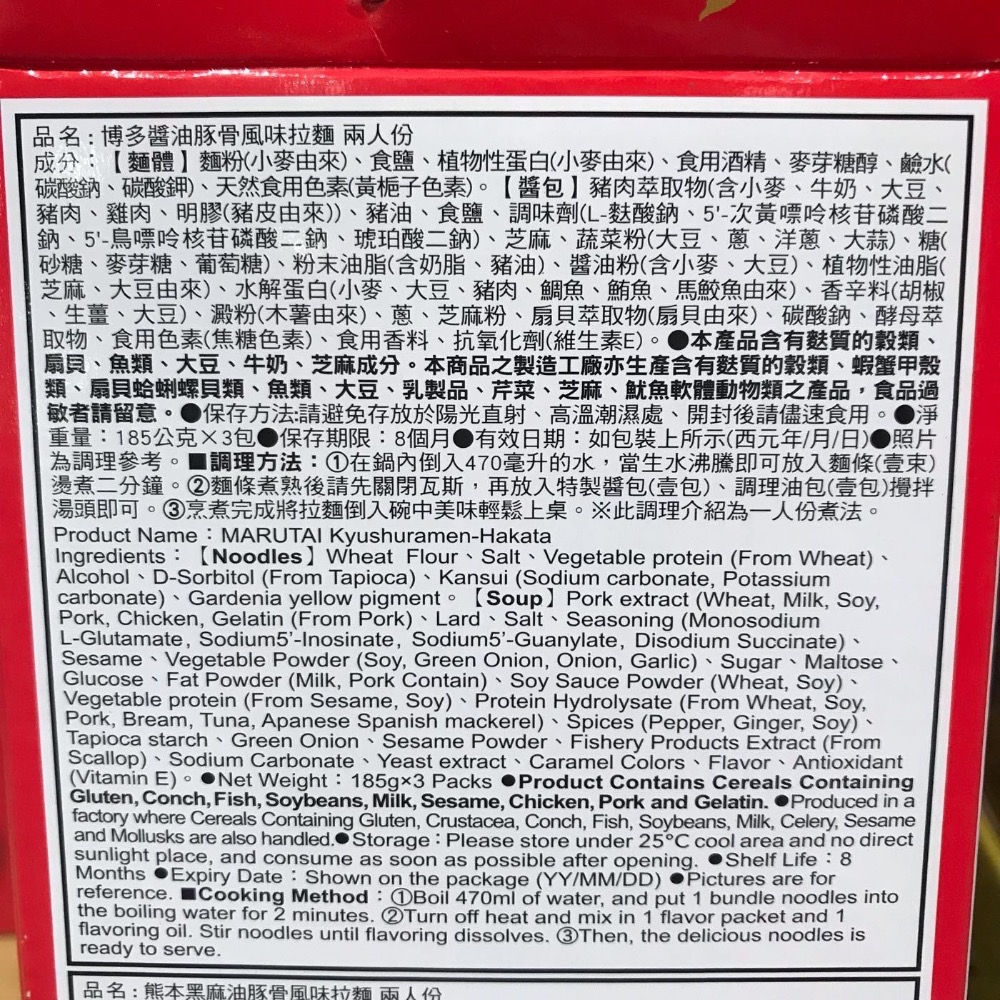 品名：博多醬油豚骨風味拉麵 兩人份
成分：【麵體】麵粉(小麥由來)、食鹽、植物性蛋白(小麥由來)、食用酒精、麥芽糖醇、鹼水(
碳酸鈉、碳酸鉀)、天然食用色素(黃梔子色素)。【醬包】豬肉萃取物(含小麥、牛奶、大豆、
豬肉、雞肉、明膠(豬皮由來))、豬油、食鹽、調味劑(L-麩酸鈉、5'-次黃嘌呤核苷磷酸二
鈉、5'-鳥嘌呤核苷磷酸二鈉、琥珀酸二鈉)、芝麻、蔬菜粉(大豆、蔥、洋蔥、大蒜)、糖(
砂糖、麥芽糖、葡萄糖)、粉末油脂(含奶脂、豬油)、醬油粉(含小麥、大豆)、植物性油脂(
芝麻、大豆由來)、水解蛋白(小麥、大豆、豬肉、鯛魚、鮪魚、馬鮫魚由來)、香辛料(胡椒
、生薑、大豆)、澱粉(木薯由來)、蔥、芝麻粉、扇貝萃取物(扇貝由來)、碳酸鈉、酵母萃
取物、食用色素(焦糖色素)、食用香料、抗氧化劑(維生素E)。●本產品含有麩質的穀類、
扇貝、魚類、大豆、牛奶、芝麻成分。本商品之製造工廠亦生產含有麩質的穀類、蝦蟹甲殼
類、扇貝蛤蜊螺貝類、魚類、大豆、乳製品、芹菜、芝麻、魷魚軟體動物類之產品，食品過
敏者請留意。●保存方法:請避免存放於陽光直射、高溫潮濕處、開封後請儘速食用。●淨
重量：185公克×3包●保存期限：8個月●有效日期：如包裝上所示(西元年/月/日)●照片
為調理參考。■調理方法：①在鍋內倒入470毫升的水，當生水沸騰即可放入麵條(壹束)
燙煮二分鐘。②麵條煮熟後請先關閉瓦斯，再放入特製醬包(壹包)、調理油包(壹包)攪拌
湯頭即可。③烹煮完成將拉麵倒入碗中美味輕鬆上桌。※此調理介紹為一人份煮法。
Product Name：MARUTAI Kyushuramen-Hakata
Ingredients：【Noodles】Wheat Flour、Salt、Vegetable protein (From Wheat)、
Alcohol、D-Sorbitol (From Tapioca)、Kansui (Sodium carbonate, Potassium
carbonate)、Gardenia yellow pigment。【Soup】Pork extract (Wheat, Milk, Soy,
Pork, Chicken, Gelatin (From Pork)、Lard、Salt、Seasoning (Monosodium
L-Glutamate, Sodium5'-Inosinate, Sodium5'-Guanylate, Disodium Succinate)、
Sesame、Vegetable Powder (Soy, Green Onion, Onion, Garlic)、Sugar、Maltose、
Glucose、Fat Powder (Milk, Pork Contain)、Soy Sauce Powder (Wheat, Soy)、
Vegetable protein (From Sesame, Soy)、Protein Hydrolysate (From Wheat, Soy,
Pork, Bream, Tuna, Apanese Spanish mackerel)、Spices (Pepper, Ginger, Soy)、
Tapioca starch、Green Onion、Sesame Powder、Fishery Products Extract (From
Scallop)、Sodium Carbonate、Yeast extract、Caramel Colors、Flavor、Antioxidant
(Vitamin E)。●Net Weight：185g×3 Packs ●Product Contains Cereals Containing
Gluten, Conch, Fish, Soybeans, Milk, Sesame, Chicken, Pork and Gelatin. ●Produced in a
factory where Cereals Containing Gluten, Crustacea, Conch, Fish, Soybeans, Milk, Celery, Sesame
and Mollusks are also handled.●Storage：Please store under 25°C cool area and no direct
sunlight place, and consume as soon as possible after opening. ●Shelf Life：8
Months ●Expiry Date：Shown on the package (YY/MM/DD) ●Pictures are for
reference. ■Cooking Method：①Boil 470ml of water, and put 1 bundle noodles into
the boiling water for 2 minutes. ②Turn off heat and mix in 1 flavor packet and 1
flavoring oil. Stir noodles until flavoring dissolves. ③Then, the delicious noodles is
ready to serve.
品名：熊本黑麻油豚骨風味拉麵 兩人份